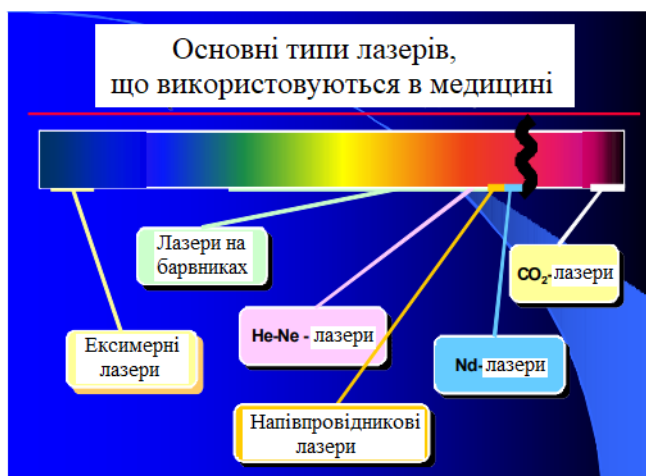 Основні типи лазерів,
що використовуються в медицині
Лазери на
барвниках
CO₂-лазери
He-Ne - лазери
Ексимерні
лазери
Nd-лазери
Напівпровідникові
лазери